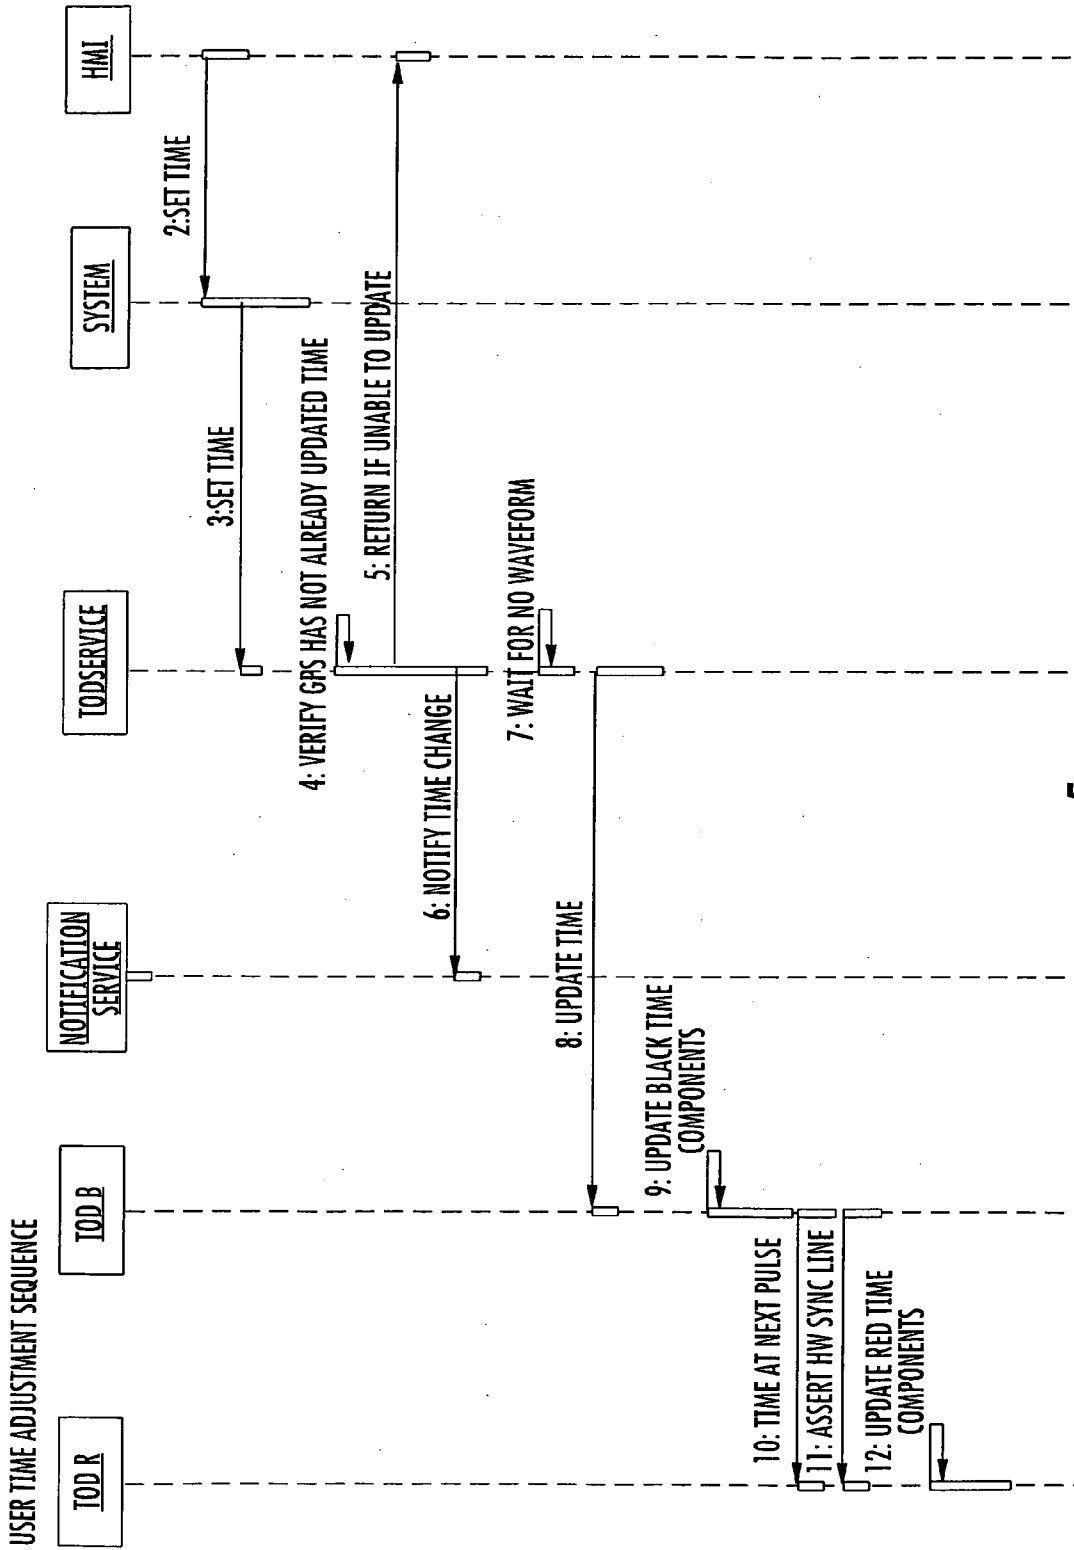 USER TIME ADJUSTMENT SEQUENCE
TOD R
TOD B
NOTIFICATION
SERVICE
TODSERVICE
SYSTEM
HMI
2:SET TIME
3:SET TIME
4: VERIFY GPS HAS NOT ALREADY UPDATED TIME
5: RETURN IF UNABLE TO UPDATE
6: NOTIFY TIME CHANGE
7: WAIT FOR NO WAVEFORM
8: UPDATE TIME
9: UPDATE BLACK TIME
COMPONENTS
10: TIME AT NEXT PULSE
11: ASSERT HW SYNC LINE
12: UPDATE RED TIME
COMPONENTS